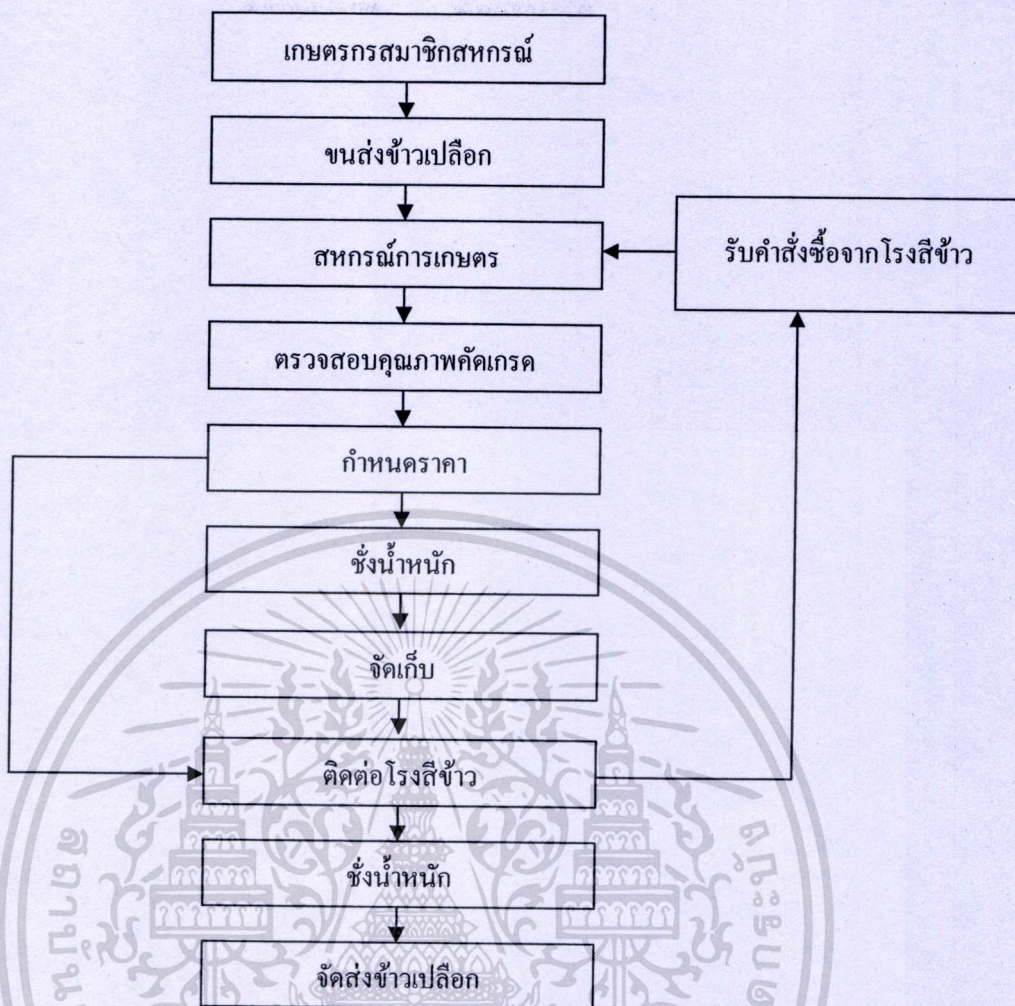 เกษตรกรสมาชิกสหกรณ์
ขนส่งข้าวเปลือก
สหกรณ์การเกษตร
รับคำสั่งซื้อจากโรงสีข้าว
ตรวจสอบคุณภาพคัดเกรด
กำหนดราคา
ชั่งน้ำหนัก
จัดเก็บ
ติดต่อโรงสีข้าว
ชั่งน้ำหนัก
จัดส่งข้าวเปลือก